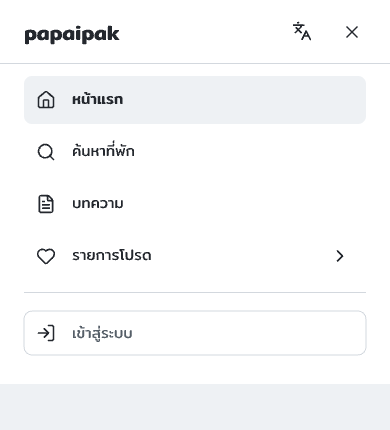 papaipak
หน้าแรก
ค้นหาที่พัก
บทความ
รายการโปรด
เข้าสู่ระบบ